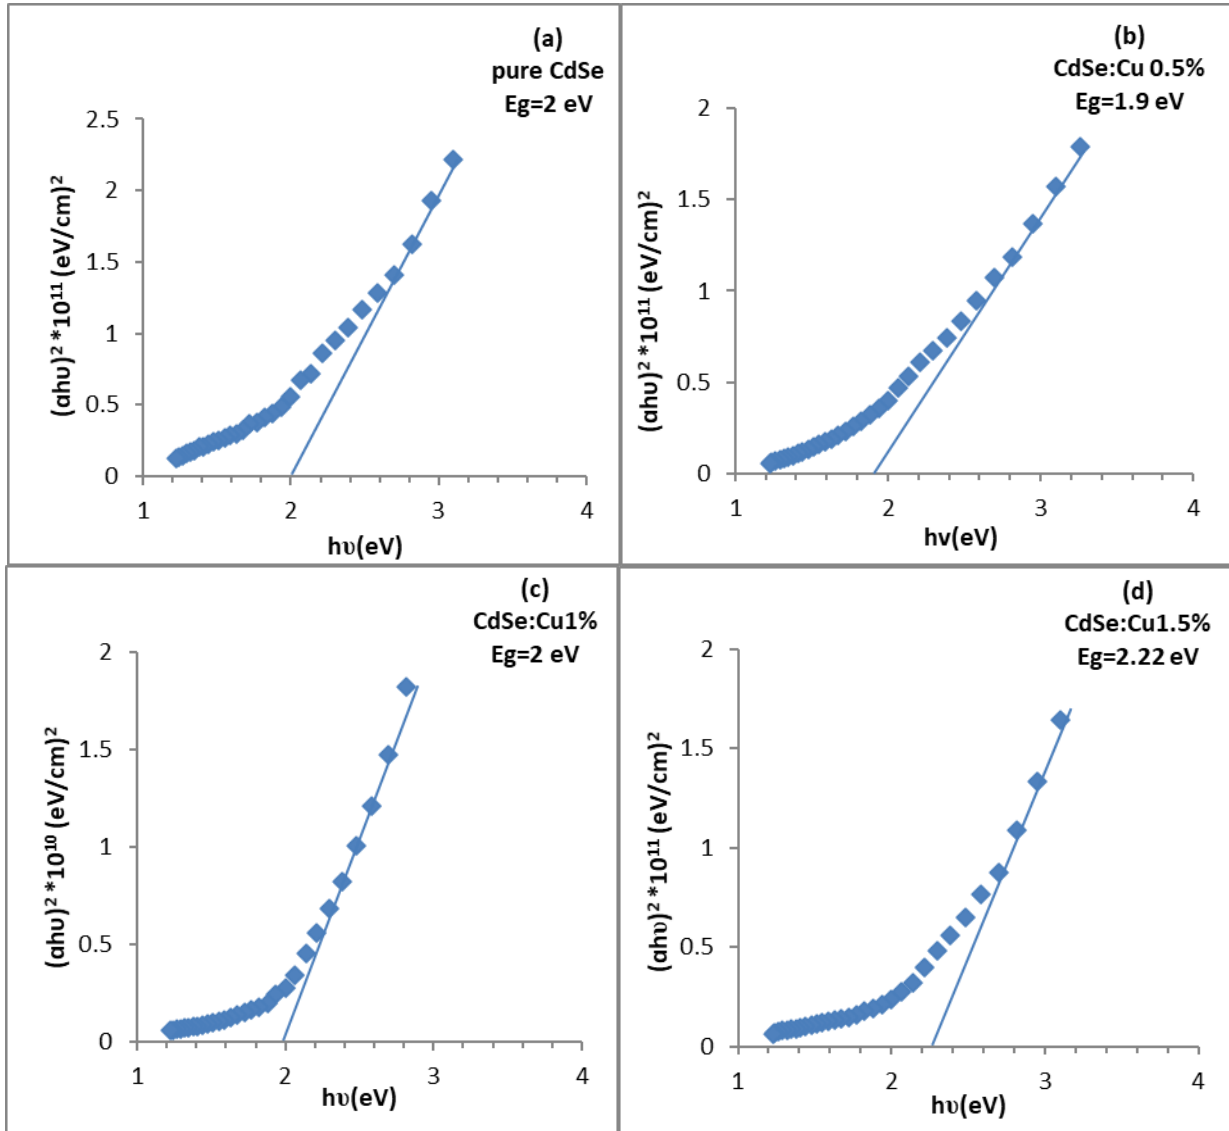 (a)
pure CdSe
Eg=2 eV
(αhυ)² *10¹¹ (eV/cm)²
2.5
2
1.5
1
0.5
0
1 2 3 4
hυ(eV)
(b)
CdSe:Cu 0.5%
Eg=1.9 eV
(αhυ)² *10¹¹ (eV/cm)²
2
1.5
1
0.5
0
1 2 3 4
hv(eV)
(c)
CdSe:Cu1%
Eg=2 eV
(αhυ)² *10¹⁰ (eV/cm)²
2
1.5
1
0.5
0
1 2 3 4
hυ(eV)
(d)
CdSe:Cu1.5%
Eg=2.22 eV
(αhυ)² *10¹¹ (eV/cm)²
2
1.5
1
0.5
0
1 2 3 4
hυ(eV)